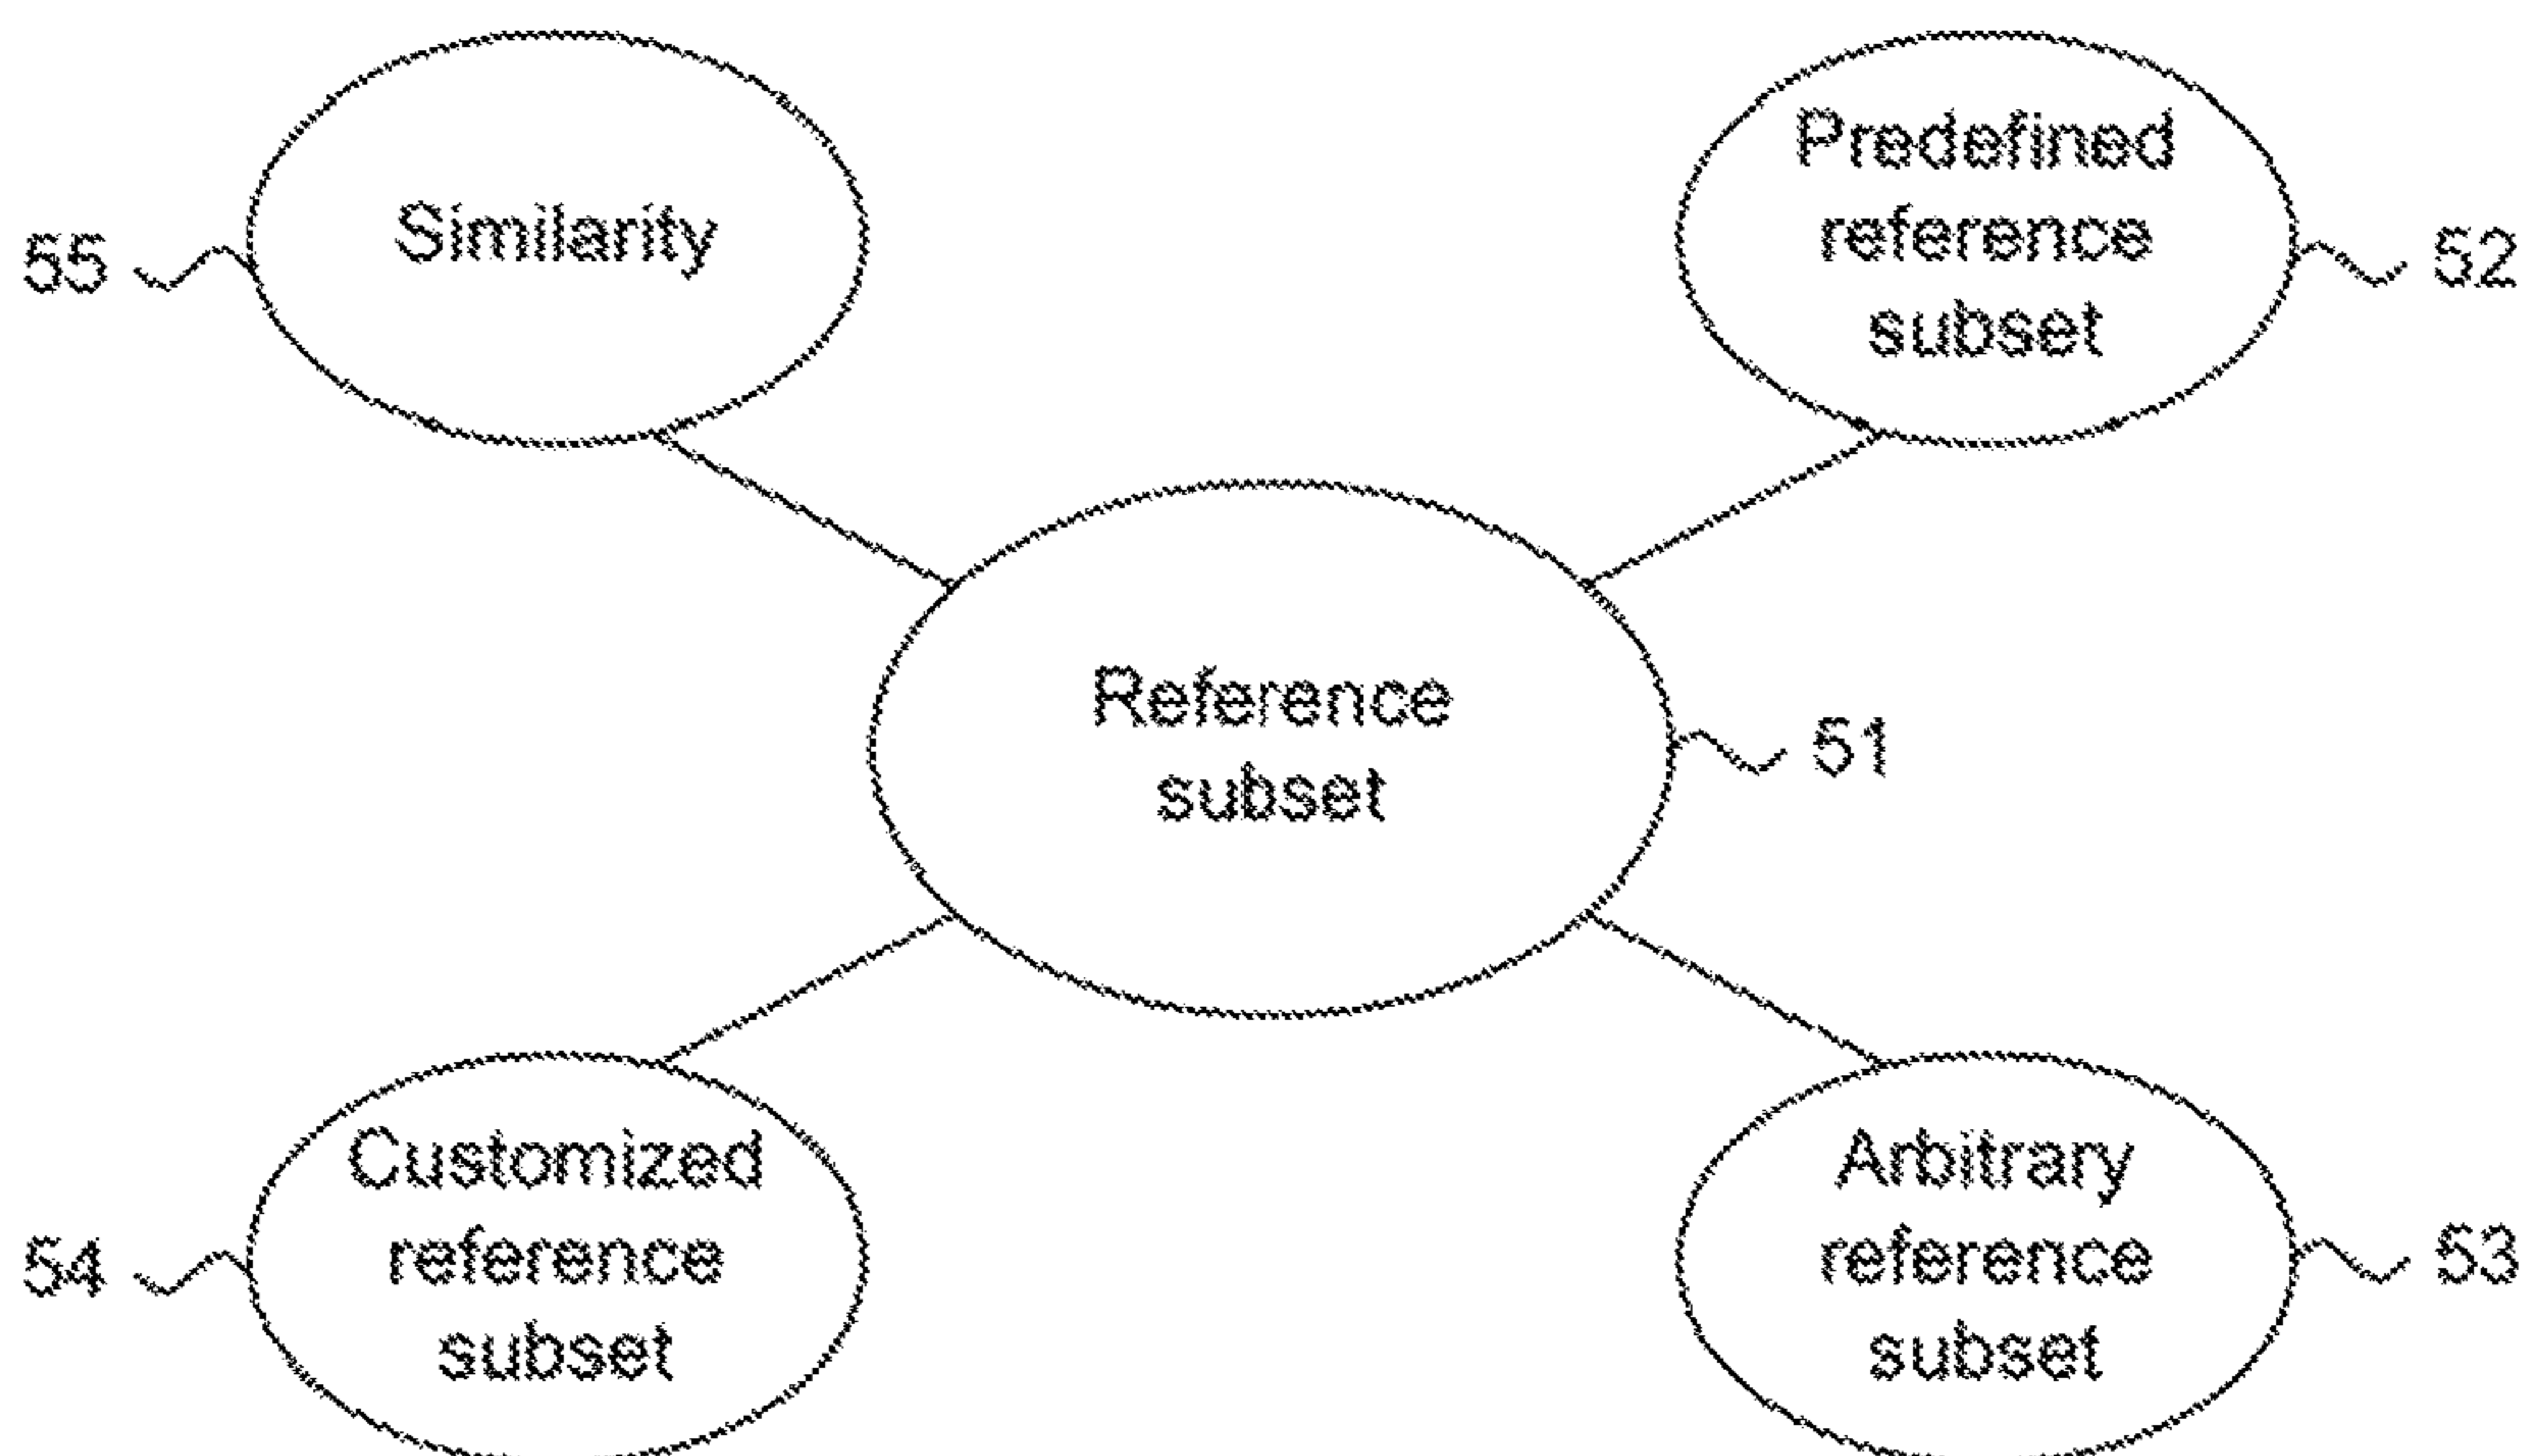 Similarity
55
Predefined
reference
subset
52
Reference
subset
51
Customized
reference
subset
54
Arbitrary
reference
subset
53